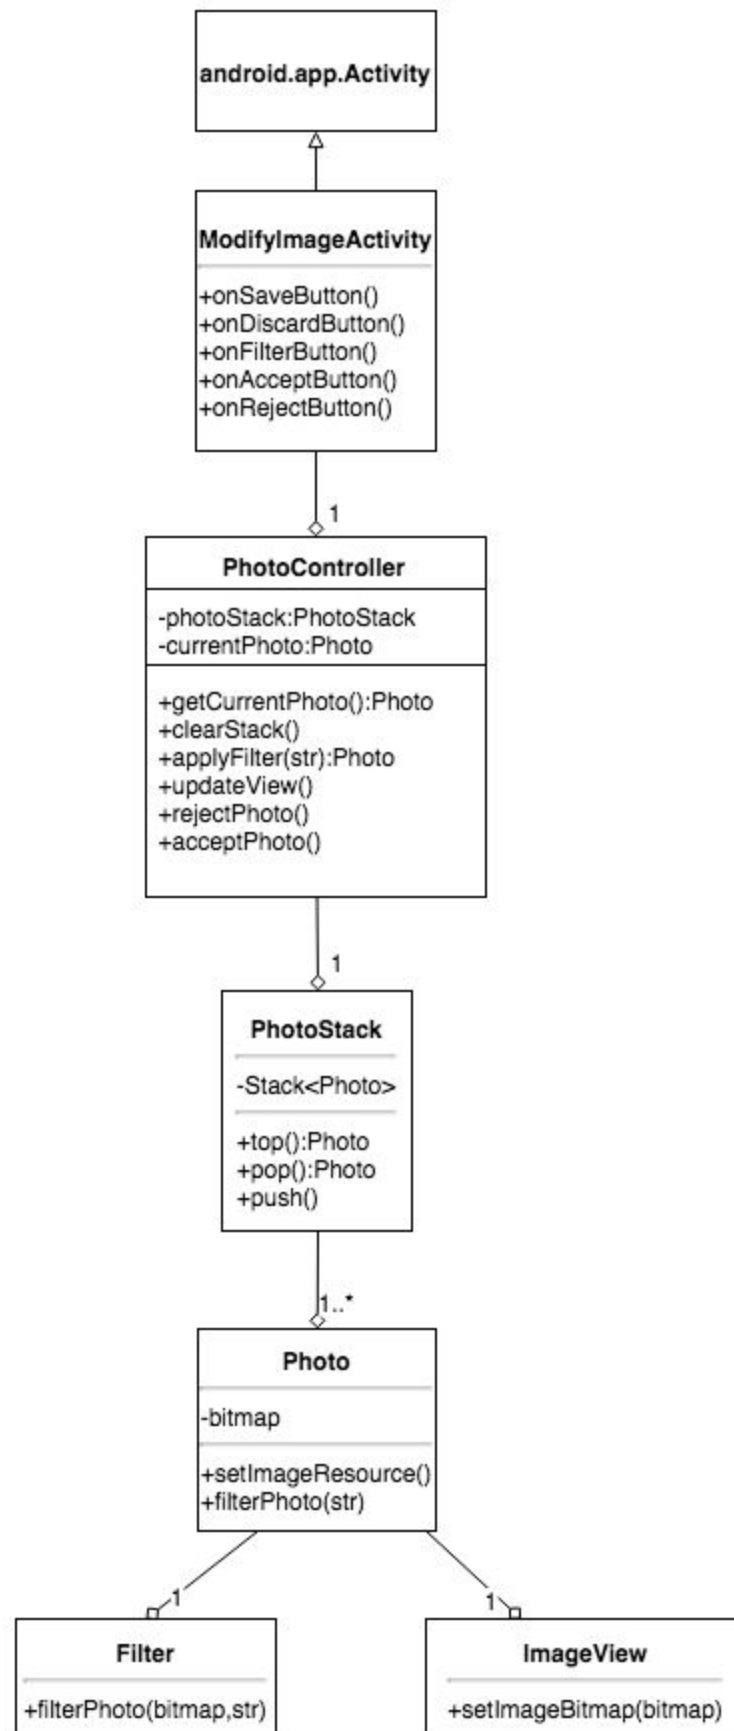 android.app.Activity
ModifyImageActivity
+onSaveButton()
+onDiscardButton()
+onFilterButton()
+onAcceptButton()
+onRejectButton()
1
PhotoController
-photoStack:PhotoStack
-currentPhoto:Photo
+getCurrentPhoto():Photo
+clearStack()
+applyFilter(str):Photo
+updateView()
+rejectPhoto()
+acceptPhoto()
1
PhotoStack
-Stack<Photo>
+top():Photo
+pop():Photo
+push()
1..*
Photo
-bitmap
+setImageResource()
+filterPhoto(str)
1
1
Filter
+filterPhoto(bitmap,str)
ImageView
+setImageBitmap(bitmap)